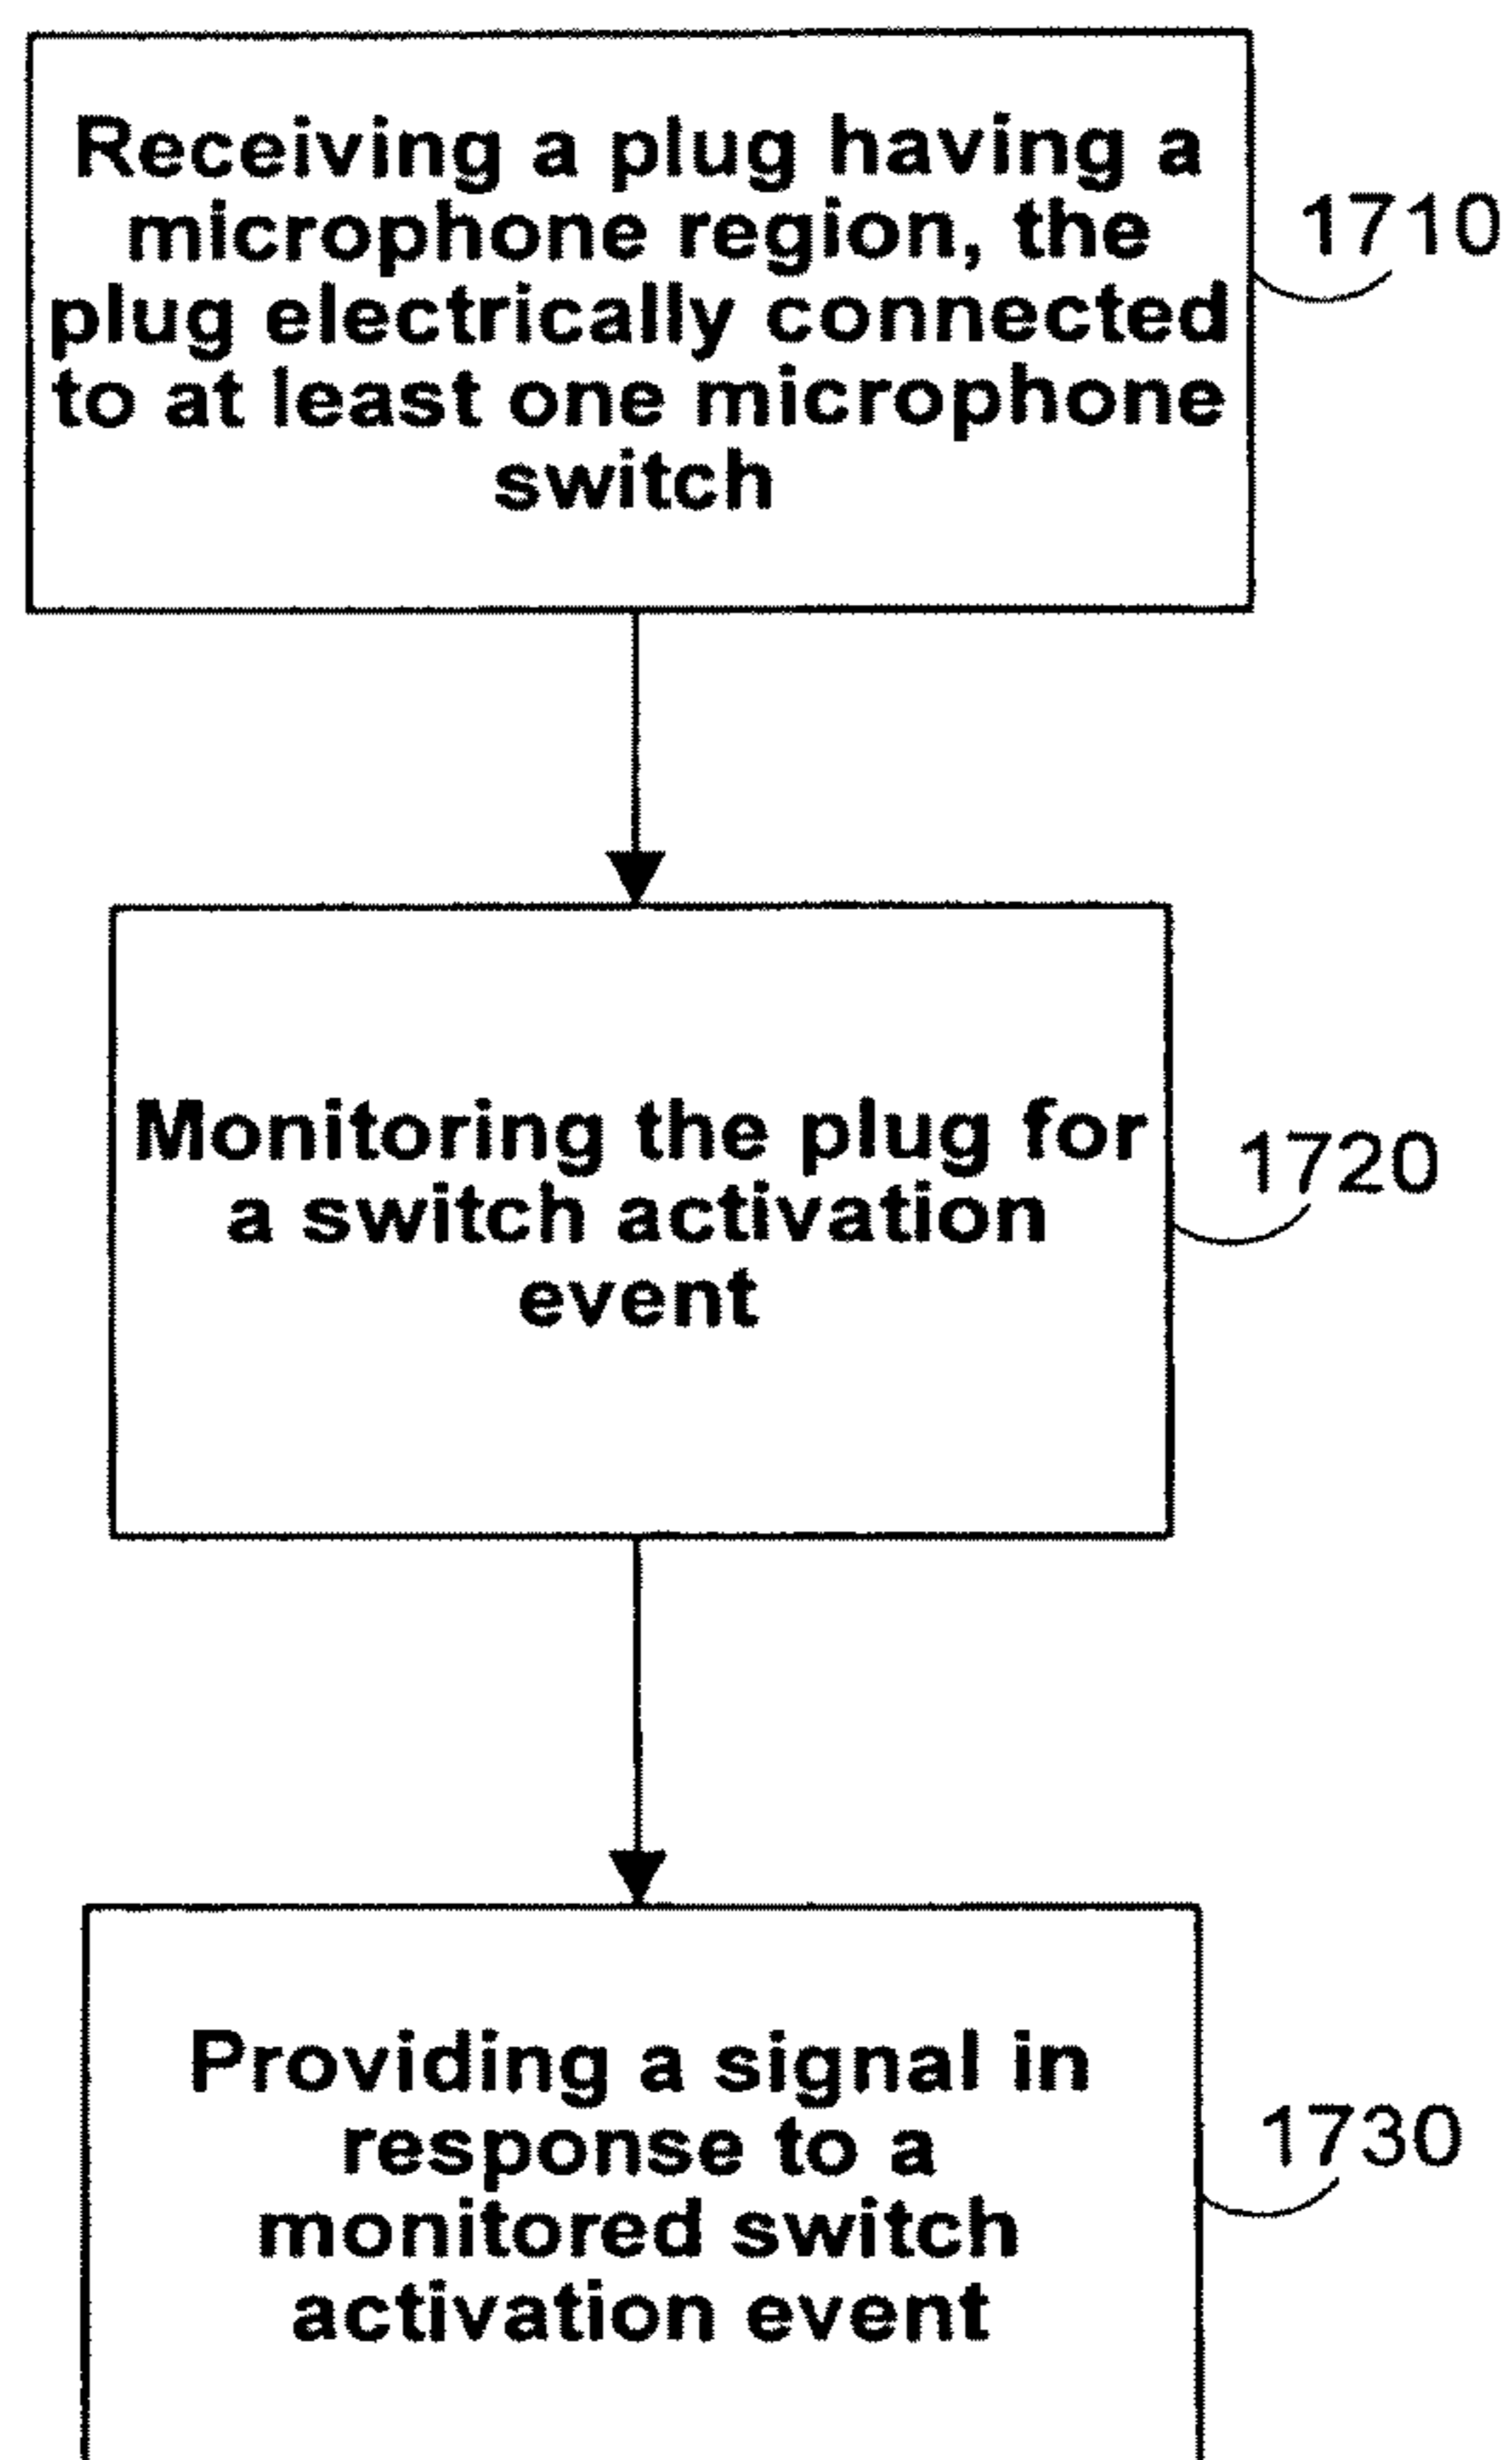 Receiving a plug having a
microphone region, the
plug electrically connected
to at least one microphone
switch
1710
Monitoring the plug for
a switch activation
event
1720
Providing a signal in
response to a
monitored switch
activation event
1730